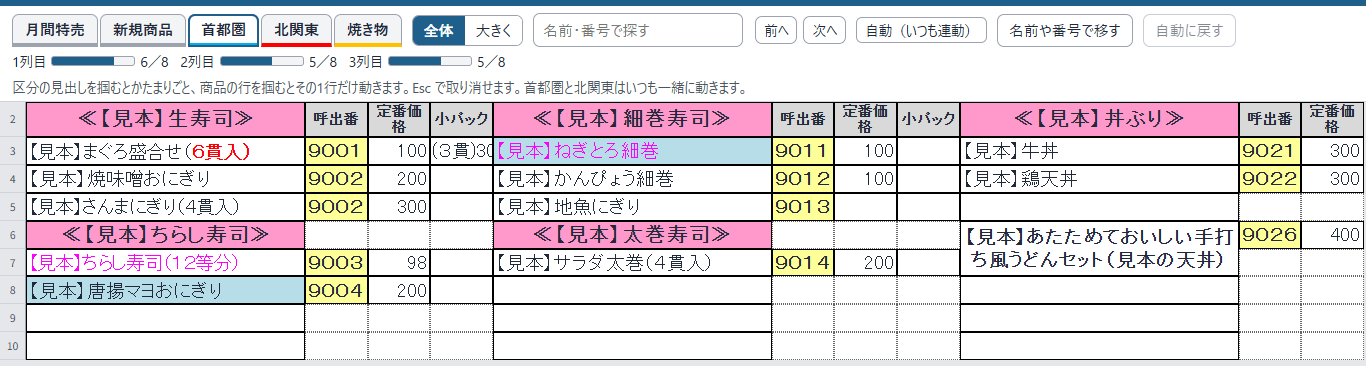 月間特売 新規商品 首都圏 北関東 焼き物 全体 大きく 名前・番号で探す 前へ 次へ 自動（いつも連動） 名前や番号で移す 自動に戻す
1列目 6／8 2列目 5／8 3列目 5／8
区分の見出しを掴むとかたまりごと、商品の行を掴むとその1行だけ動きます。Esc で取り消せます。首都圏と北関東はいつも一緒に動きます。
2 ≪【見本】生寿司≫ 呼出番 定番価格 小パック ≪【見本】細巻寿司≫ 呼出番 定番価格 小パック ≪【見本】丼ぶり≫ 呼出番 定番価格
3 【見本】まぐろ盛合せ（6貫入） 9001 100 (3貫)30 【見本】ねぎとろ細巻 9011 100 【見本】牛丼 9021 300
4 【見本】焼味噌おにぎり 9002 200 【見本】かんぴょう細巻 9012 100 【見本】鶏天丼 9022 300
5 【見本】さんまにぎり（4貫入） 9002 300 【見本】地魚にぎり 9013
6 ≪【見本】ちらし寿司≫ ≪【見本】太巻寿司≫ 【見本】あたためておいしい手打ち風うどんセット（見本の天丼） 9026 400
7 【見本】ちらし寿司（12等分） 9003 98 【見本】サラダ太巻（4貫入） 9014 200
8 【見本】唐揚マヨおにぎり 9004 200
9
10